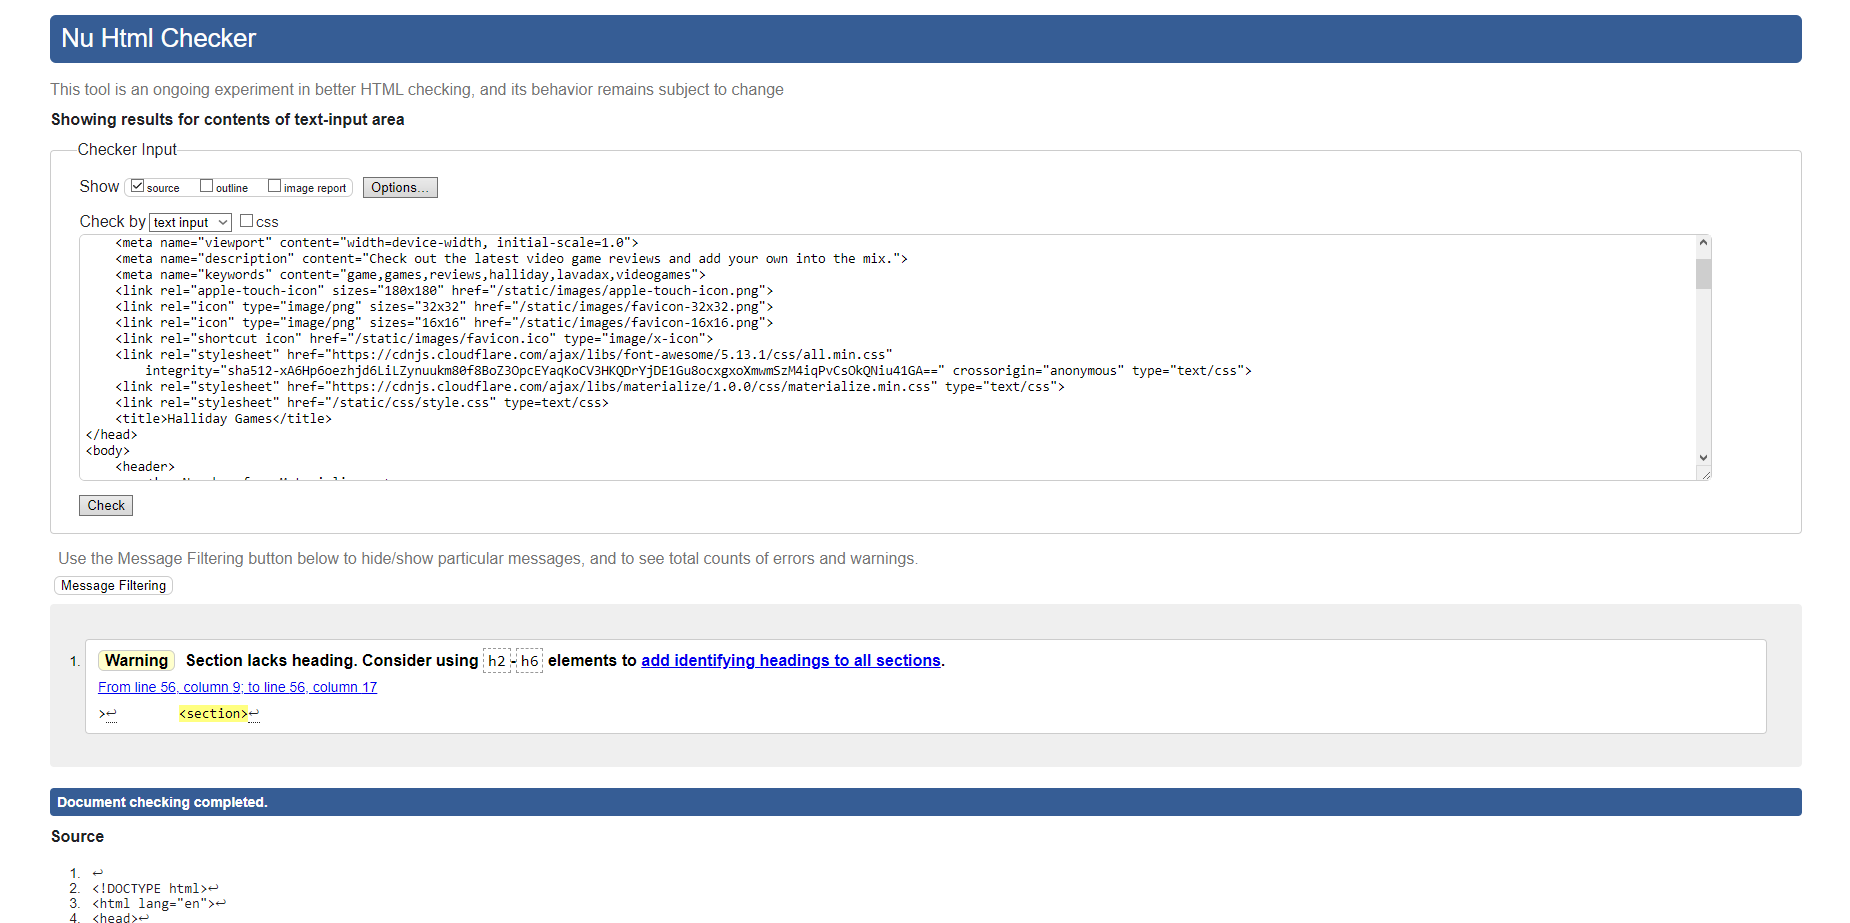 Nu Html Checker
This tool is an ongoing experiment in better HTML checking, and its behavior remains subject to change
Showing results for contents of text-input area
Checker Input
Show source outline image report Options...
Check by text input css
<meta name="viewport" content="width=device-width, initial-scale=1.0">
<meta name="description" content="Check out the latest video game reviews and add your own into the mix.">
<meta name="keywords" content="game,games,reviews,halliday,lavadax,videogames">
<link rel="apple-touch-icon" sizes="180x180" href="/static/images/apple-touch-icon.png">
<link rel="icon" type="image/png" sizes="32x32" href="/static/images/favicon-32x32.png">
<link rel="icon" type="image/png" sizes="16x16" href="/static/images/favicon-16x16.png">
<link rel="shortcut icon" href="/static/images/favicon.ico" type="image/x-icon">
<link rel="stylesheet" href="https://cdnjs.cloudflare.com/ajax/libs/font-awesome/5.13.1/css/all.min.css"
integrity="sha512-xA6Hp6oezhjd6LiLZynuukm80f8BoZ3OpcEYaqKoCV3HKQDrYjDE1Gu8ocxgxoXmwmSzM4iqPvCsOkQNiu41GA==" crossorigin="anonymous" type="text/css">
<link rel="stylesheet" href="https://cdnjs.cloudflare.com/ajax/libs/materialize/1.0.0/css/materialize.min.css" type="text/css">
<link rel="stylesheet" href="/static/css/style.css" type=text/css>
<title>Halliday Games</title>
</head>
<body>
<header>
Check
Use the Message Filtering button below to hide/show particular messages, and to see total counts of errors and warnings.
Message Filtering
1. Warning Section lacks heading. Consider using h2-h6 elements to add identifying headings to all sections.
From line 56, column 9; to line 56, column 17
>↩ <section>↩
Document checking completed.
Source
1. ↩
2. <!DOCTYPE html>↩
3. <html lang="en">↩
4. <head>↩